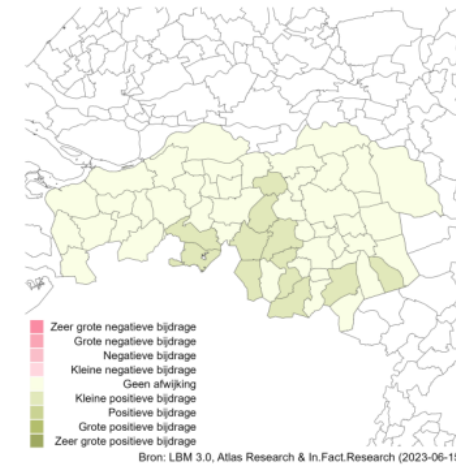 Zeer grote negatieve bijdrage
Grote negatieve bijdrage
Negatieve bijdrage
Kleine negatieve bijdrage
Geen afwijking
Kleine positieve bijdrage
Positieve bijdrage
Grote positieve bijdrage
Zeer grote positieve bijdrage
Bron: LBM 3.0, Atlas Research & In.Fact.Research (2023-06-15